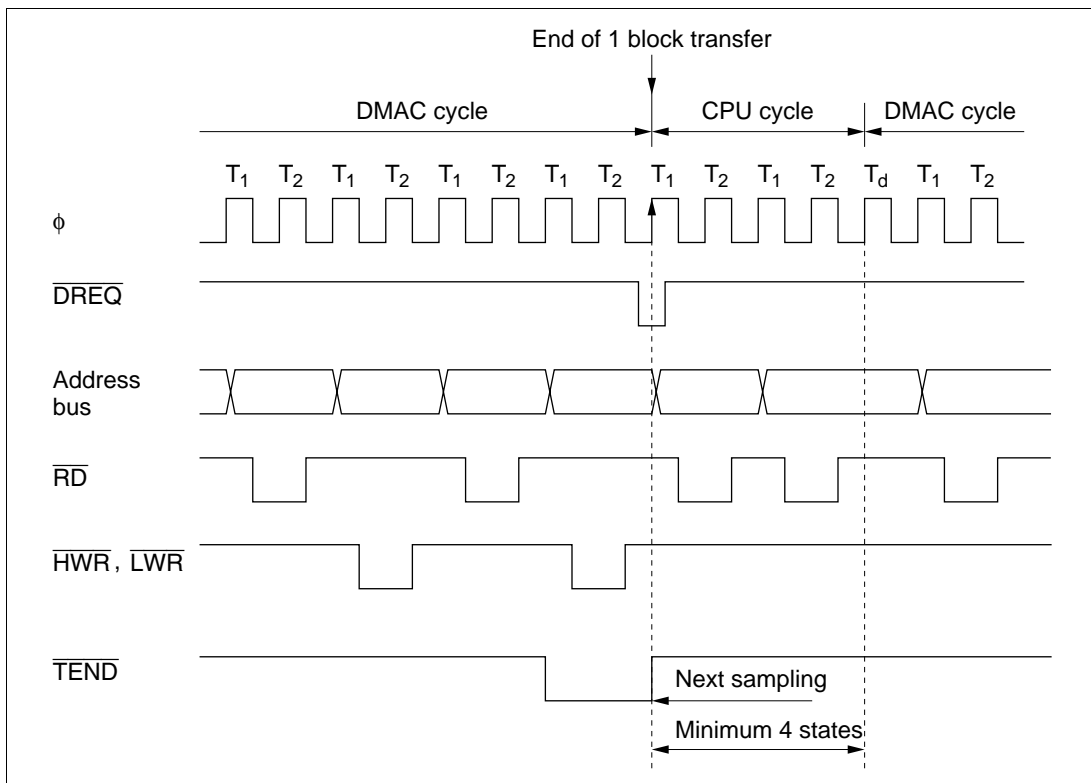 End of 1 block transfer
DMAC cycle CPU cycle DMAC cycle
T1 T2 T1 T2 T1 T2 T1 T2 T1 T2 T1 T2 Td T1 T2
ϕ
DREQ
Address
bus
RD
HWR, LWR
TEND
Next sampling
Minimum 4 states